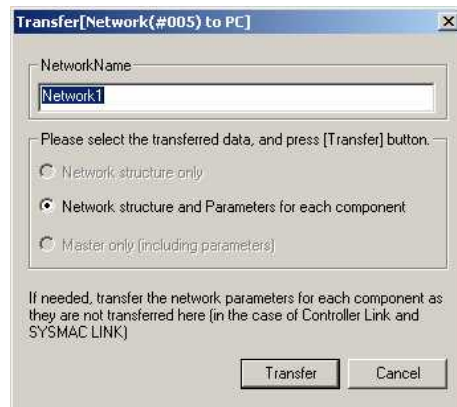 Transfer[Network(#005) to PC]
NetworkName
Network1
Please select the transferred data, and press [Transfer] button.
Network structure only
Network structure and Parameters for each component
Master only (including parameters)
If needed, transfer the network parameters for each component as
they are not transferred here (in the case of Controller Link and
SYSMAC LINK)
Transfer Cancel